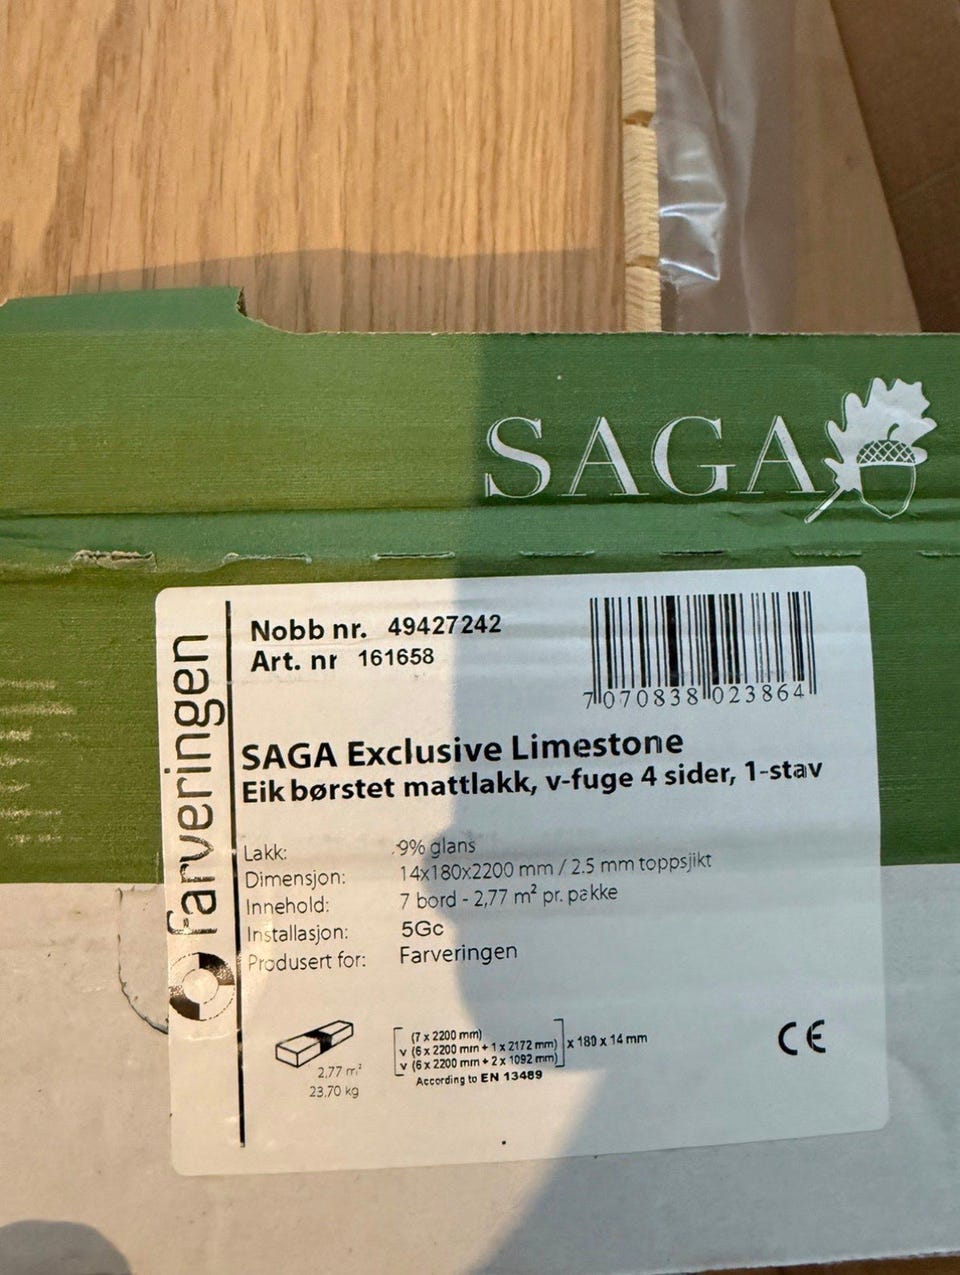 SAGA
farveringen
Nobb nr. 49427242
Art. nr 161658
7 070838 023864
SAGA Exclusive Limestone
Eik børstet mattlakk, v-fuge 4 sider, 1-stav
Lakk: 9% glans
Dimensjon: 14x180x2200 mm / 2.5 mm toppsjikt
Innehold: 7 bord - 2,77 m² pr. pakke
Installasjon: 5Gc
Produsert for: Farveringen
2,77 m²
23,70 kg
(7 x 2200 mm)
v (6 x 2200 mm + 1 x 2172 mm) x 180 x 14 mm
v (6 x 2200 mm + 2 x 1092 mm)
According to EN 13489
CE